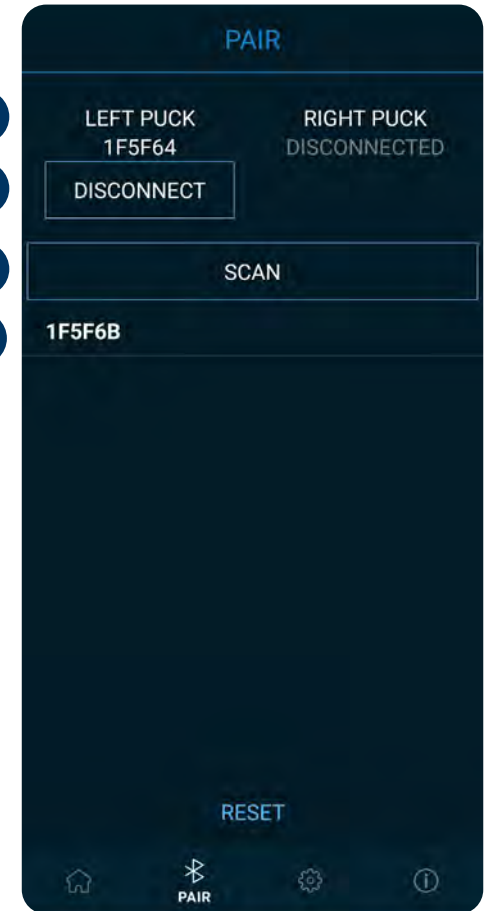 PAIR
LEFT PUCK
1F5F64
DISCONNECT
RIGHT PUCK
DISCONNECTED
SCAN
1F5F6B
RESET
PAIR